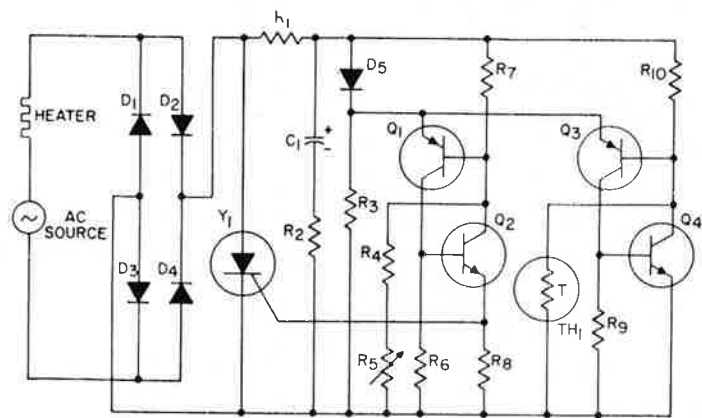 h1
D5
R7
R10
D1
D2
HEATER
Q1
Q3
C1
+
-
Y1
R2
R3
Q2
Q4
AC
SOURCE
R4
D3
D4
T
TH1
R5
R6
R8
R9